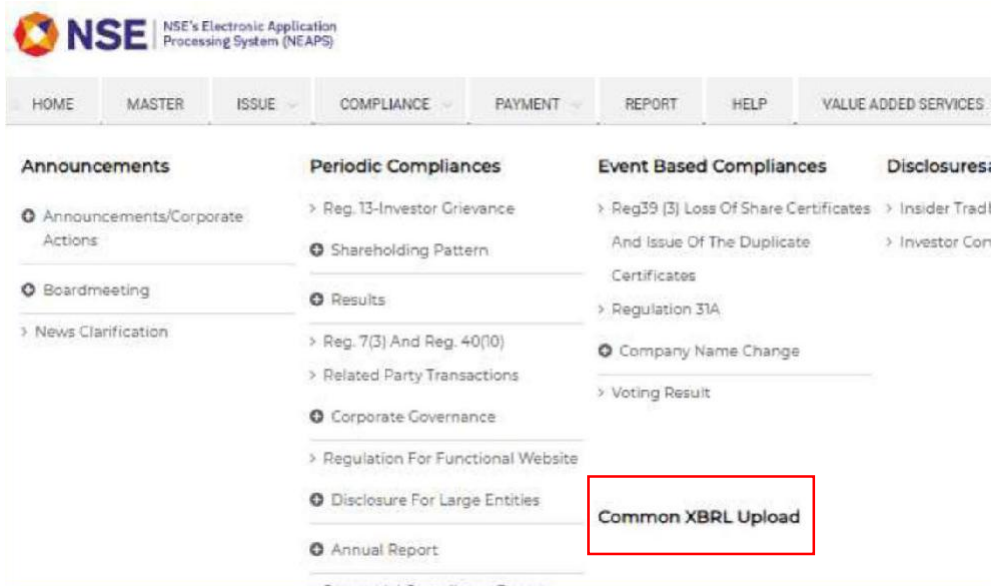 NSE
NSE's Electronic Application
Processing System (NEAPS)
HOME MASTER ISSUE COMPLIANCE PAYMENT REPORT HELP VALUE ADDED SERVICES
Announcements
Announcements/Corporate
Actions
Boardmeeting
> News Clarification
Periodic Compliances
> Reg. 13-Investor Grievance
Shareholding Pattern
Results
> Reg. 7(3) And Reg. 40(10)
> Related Party Transactions
Corporate Governance
> Regulation For Functional Website
Disclosure For Large Entities
Annual Report
Event Based Compliances
> Reg39 (3) Loss Of Share Certificates
And Issue Of The Duplicate
Certificates
> Regulation 31A
Company Name Change
> Voting Result
Common XBRL Upload
Disclosures
> Insider
> Investor